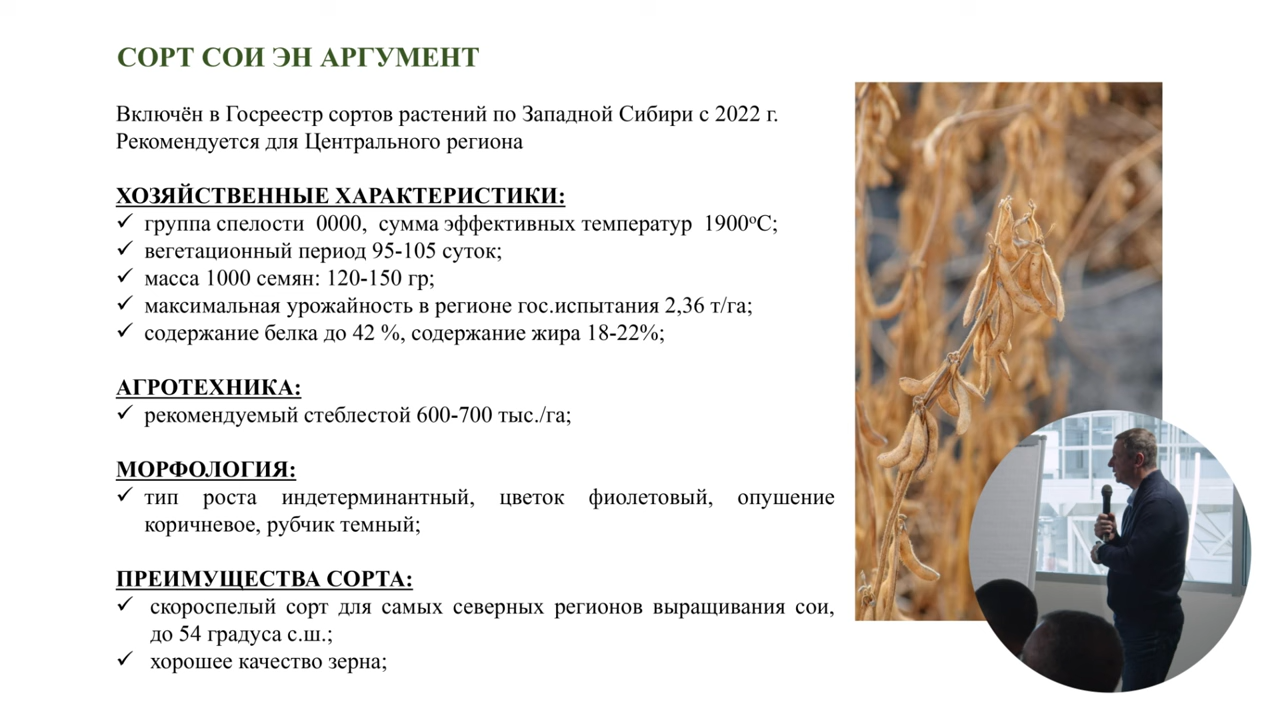 СОРТ СОИ ЭН АРГУМЕНТ
Включён в Госреестр сортов растений по Западной Сибири с 2022 г.
Рекомендуется для Центрального региона
ХОЗЯЙСТВЕННЫЕ ХАРАКТЕРИСТИКИ:
✓ группа спелости 0000, сумма эффективных температур 1900ºС;
✓ вегетационный период 95-105 суток;
✓ масса 1000 семян: 120-150 гр;
✓ максимальная урожайность в регионе гос.испытания 2,36 т/га;
✓ содержание белка до 42 %, содержание жира 18-22%;
АГРОТЕХНИКА:
✓ рекомендуемый стеблестой 600-700 тыс./га;
МОРФОЛОГИЯ:
✓ тип роста индетерминантный, цветок фиолетовый, опушение
коричневое, рубчик темный;
ПРЕИМУЩЕСТВА СОРТА:
✓ скороспелый сорт для самых северных регионов выращивания сои,
до 54 градуса с.ш.;
✓ хорошее качество зерна;